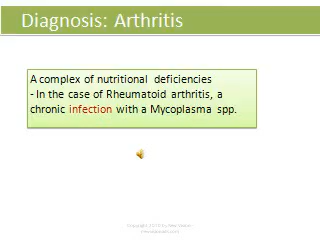 Diagnosis: Arthritis
A complex of nutritional deficiencies
- In the case of Rheumatoid arthritis, a
chronic infection with a Mycoplasma spp.